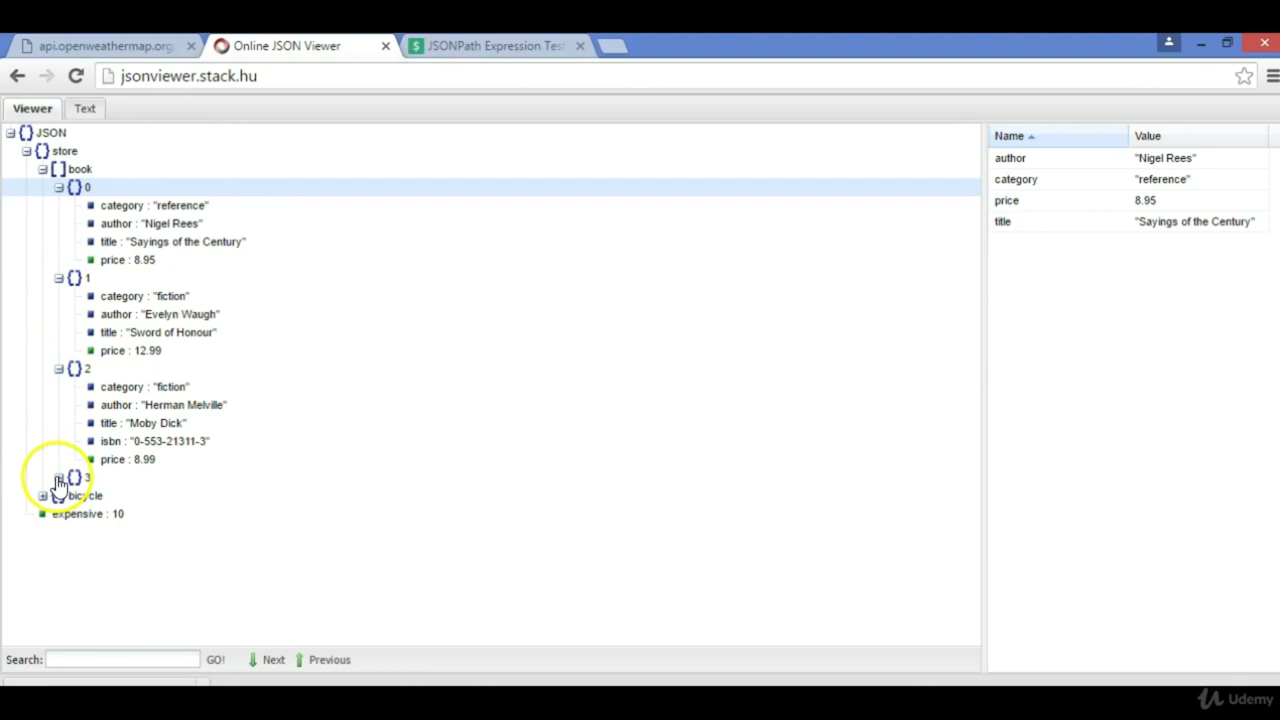 api.openweathermap.org
Online JSON Viewer
JSONPath Expression Test
jsonviewer.stack.hu
Viewer
Text
JSON
store
book
0
category : "reference"
author : "Nigel Rees"
title : "Sayings of the Century"
price : 8.95
1
category : "fiction"
author : "Evelyn Waugh"
title : "Sword of Honour"
price : 12.99
2
category : "fiction"
author : "Herman Melville"
title : "Moby Dick"
isbn : "0-553-21311-3"
price : 8.99
3
bicycle
expensive : 10
Name Value
author "Nigel Rees"
category "reference"
price 8.95
title "Sayings of the Century"
Search: GO! Next Previous
Udemy